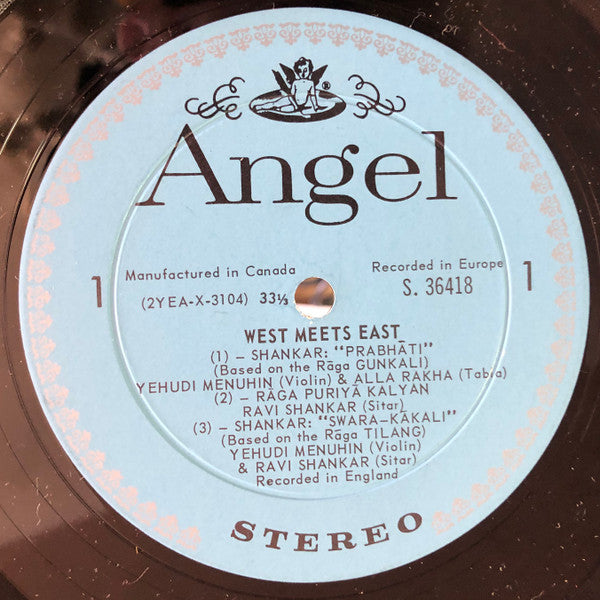 ®
Angel
Manufactured in Canada
Recorded in Europe
1
(2YEA-X-3104) 33⅓
S. 36418
1
WEST MEETS EAST
(1) – SHANKAR: "PRABHĀTI"
(Based on the Rāga GUNKALI)
YEHUDI MENUHIN (Violin) & ALLA RAKHA (Tabla)
(2) – RĀGA PURIYĀ KALYAN
RAVI SHANKAR (Sitar)
(3) – SHANKAR: "SWARA-KĀKALI"
(Based on the Rāga TILANG)
YEHUDI MENUHIN (Violin)
& RAVI SHANKAR (Sitar)
Recorded in England
STEREO